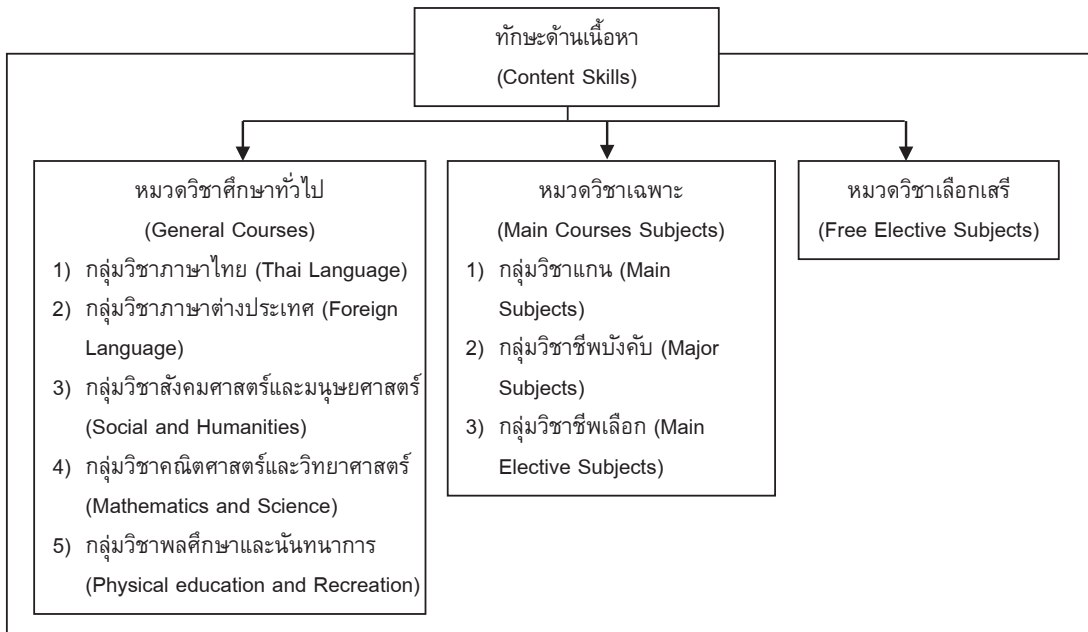 ทักษะด้านเนื้อหา
(Content Skills)
หมวดวิชาศึกษาทั่วไป
(General Courses)
1) กลุ่มวิชาภาษาไทย (Thai Language)
2) กลุ่มวิชาภาษาต่างประเทศ (Foreign
Language)
3) กลุ่มวิชาสังคมศาสตร์และมนุษยศาสตร์
(Social and Humanities)
4) กลุ่มวิชาคณิตศาสตร์และวิทยาศาสตร์
(Mathematics and Science)
5) กลุ่มวิชาพลศึกษาและนันทนาการ
(Physical education and Recreation)
หมวดวิชาเฉพาะ
(Main Courses Subjects)
1) กลุ่มวิชาแกน (Main
Subjects)
2) กลุ่มวิชาชีพบังคับ (Major
Subjects)
3) กลุ่มวิชาชีพเลือก (Main
Elective Subjects)
หมวดวิชาเลือกเสรี
(Free Elective Subjects)